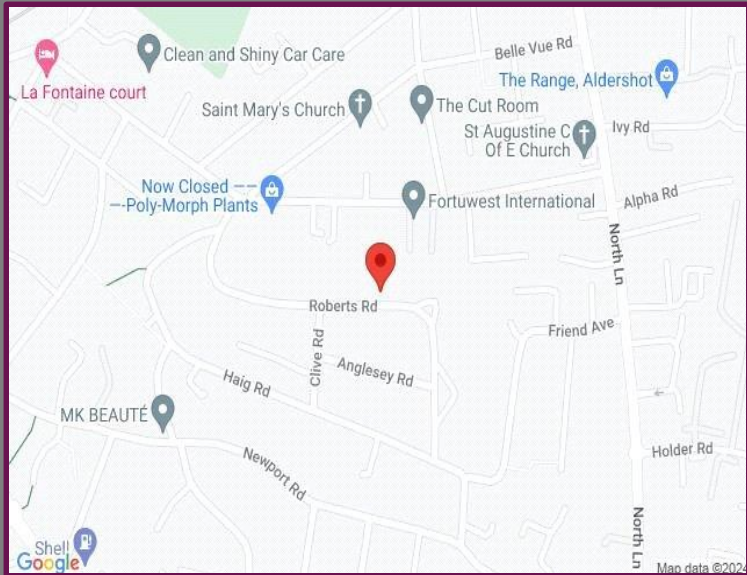 Belle Vue Rd
Clean and Shiny Car Care
The Range, Aldershot
La Fontaine court
Saint Mary's Church
The Cut Room
St Augustine C
Of E Church
Ivy Rd
Now Closed ——
—-Poly-Morph Plants
Fortuwest International
Alpha Rd
North Ln
Roberts Rd
Friend Ave
Clive Rd
Anglesey Rd
Haig Rd
MK BEAUTÉ
Holder Rd
Newport Rd
North Ln
Shell
Google
Map data ©2024